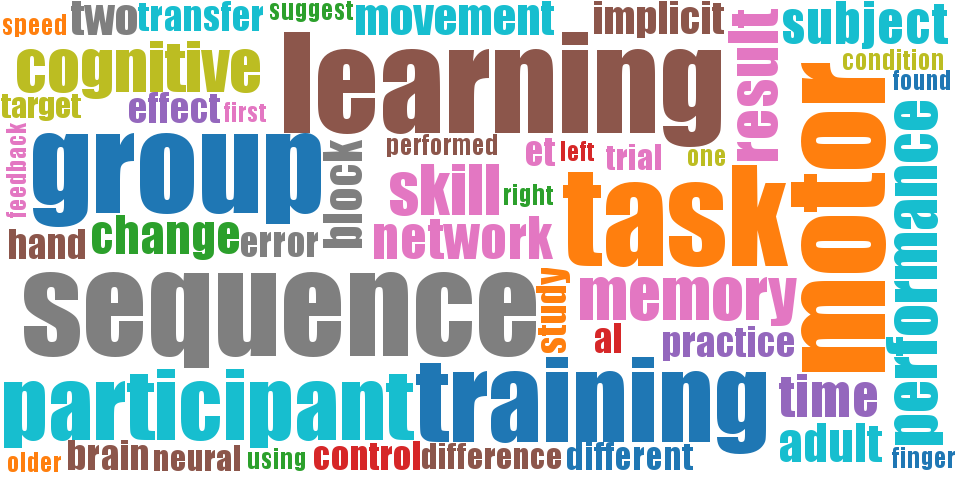 speed two transfer suggest movement implicit result subject
cognitive learning condition
target effect first found
feedback group performed et left trial one motor performance
block skill right task
hand change error network
sequence study memory
al practice
participant training time
adult
older brain neural using control difference different finger